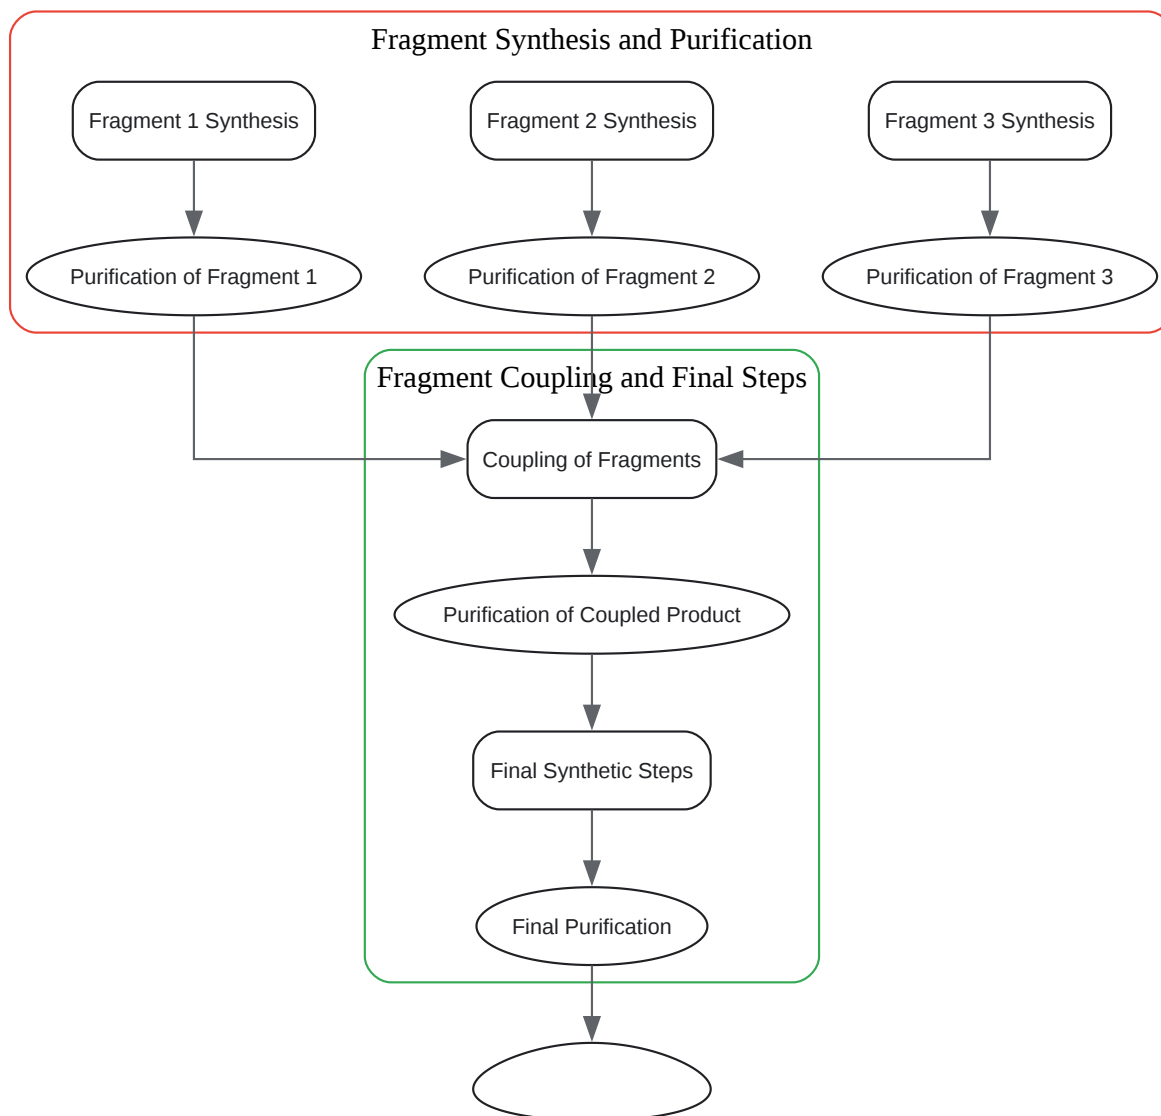 Fragment Synthesis and Purification
Fragment 1 Synthesis
Fragment 2 Synthesis
Fragment 3 Synthesis
Purification of Fragment 1
Purification of Fragment 2
Purification of Fragment 3
Fragment Coupling and Final Steps
Coupling of Fragments
Purification of Coupled Product
Final Synthetic Steps
Final Purification